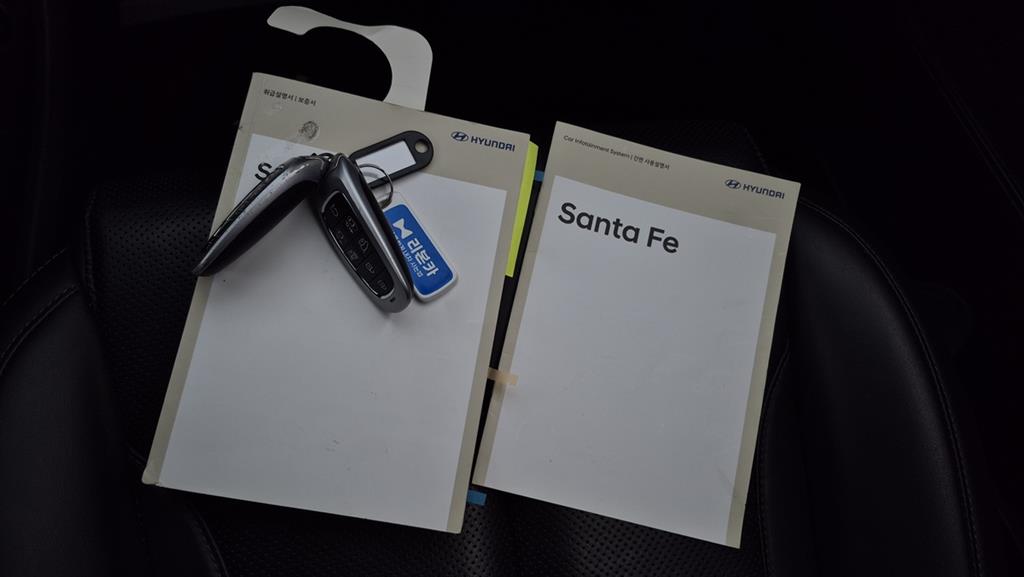 취급설명서 | 보증서
HYUNDAI
리본카
Car Infotainment System | 간편 사용설명서
HYUNDAI
Santa Fe